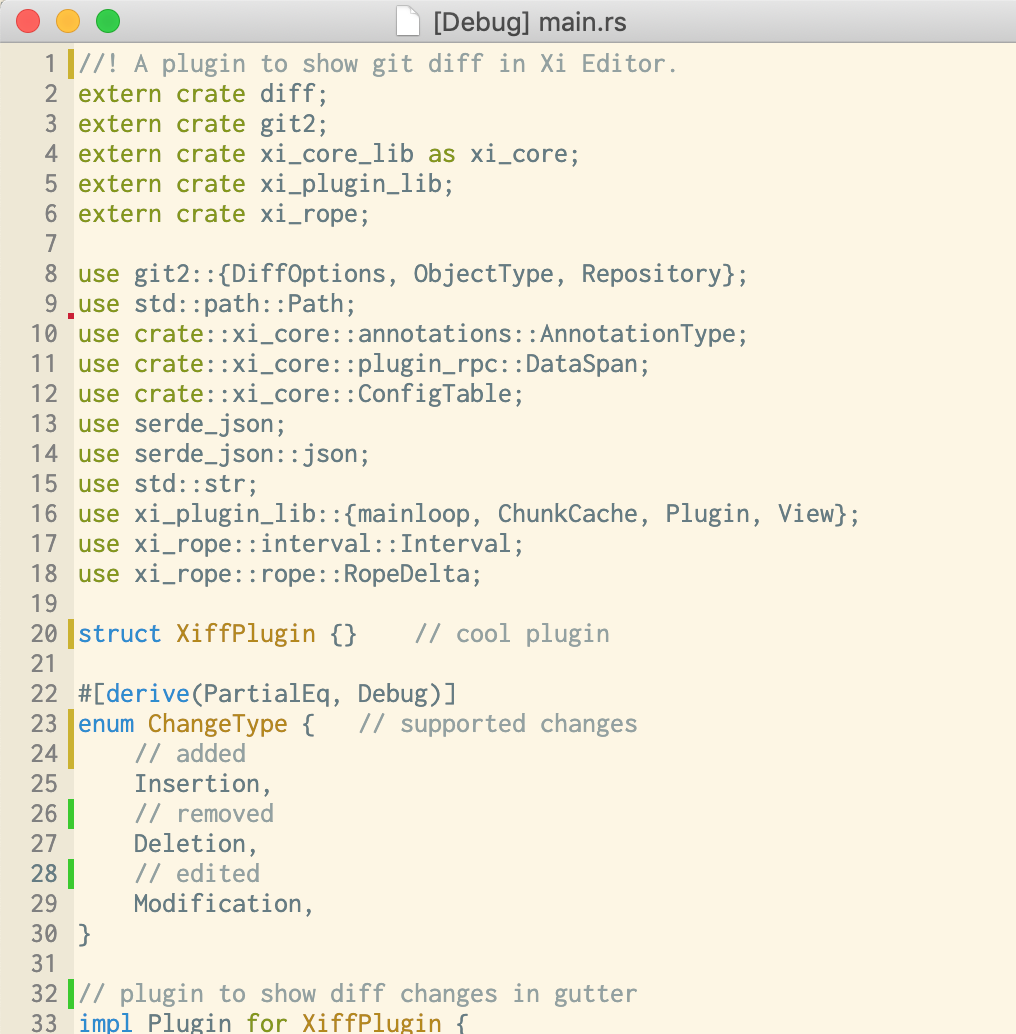 [Debug] main.rs
1 //! A plugin to show git diff in Xi Editor.
2 extern crate diff;
3 extern crate git2;
4 extern crate xi_core_lib as xi_core;
5 extern crate xi_plugin_lib;
6 extern crate xi_rope;
7
8 use git2::{DiffOptions, ObjectType, Repository};
9 use std::path::Path;
10 use crate::xi_core::annotations::AnnotationType;
11 use crate::xi_core::plugin_rpc::DataSpan;
12 use crate::xi_core::ConfigTable;
13 use serde_json;
14 use serde_json::json;
15 use std::str;
16 use xi_plugin_lib::{mainloop, ChunkCache, Plugin, View};
17 use xi_rope::interval::Interval;
18 use xi_rope::rope::RopeDelta;
19
20 struct XiffPlugin {}    // cool plugin
21
22 #[derive(PartialEq, Debug)]
23 enum ChangeType {   // supported changes
24     // added
25     Insertion,
26     // removed
27     Deletion,
28     // edited
29     Modification,
30 }
31
32 // plugin to show diff changes in gutter
33 impl Plugin for XiffPlugin {